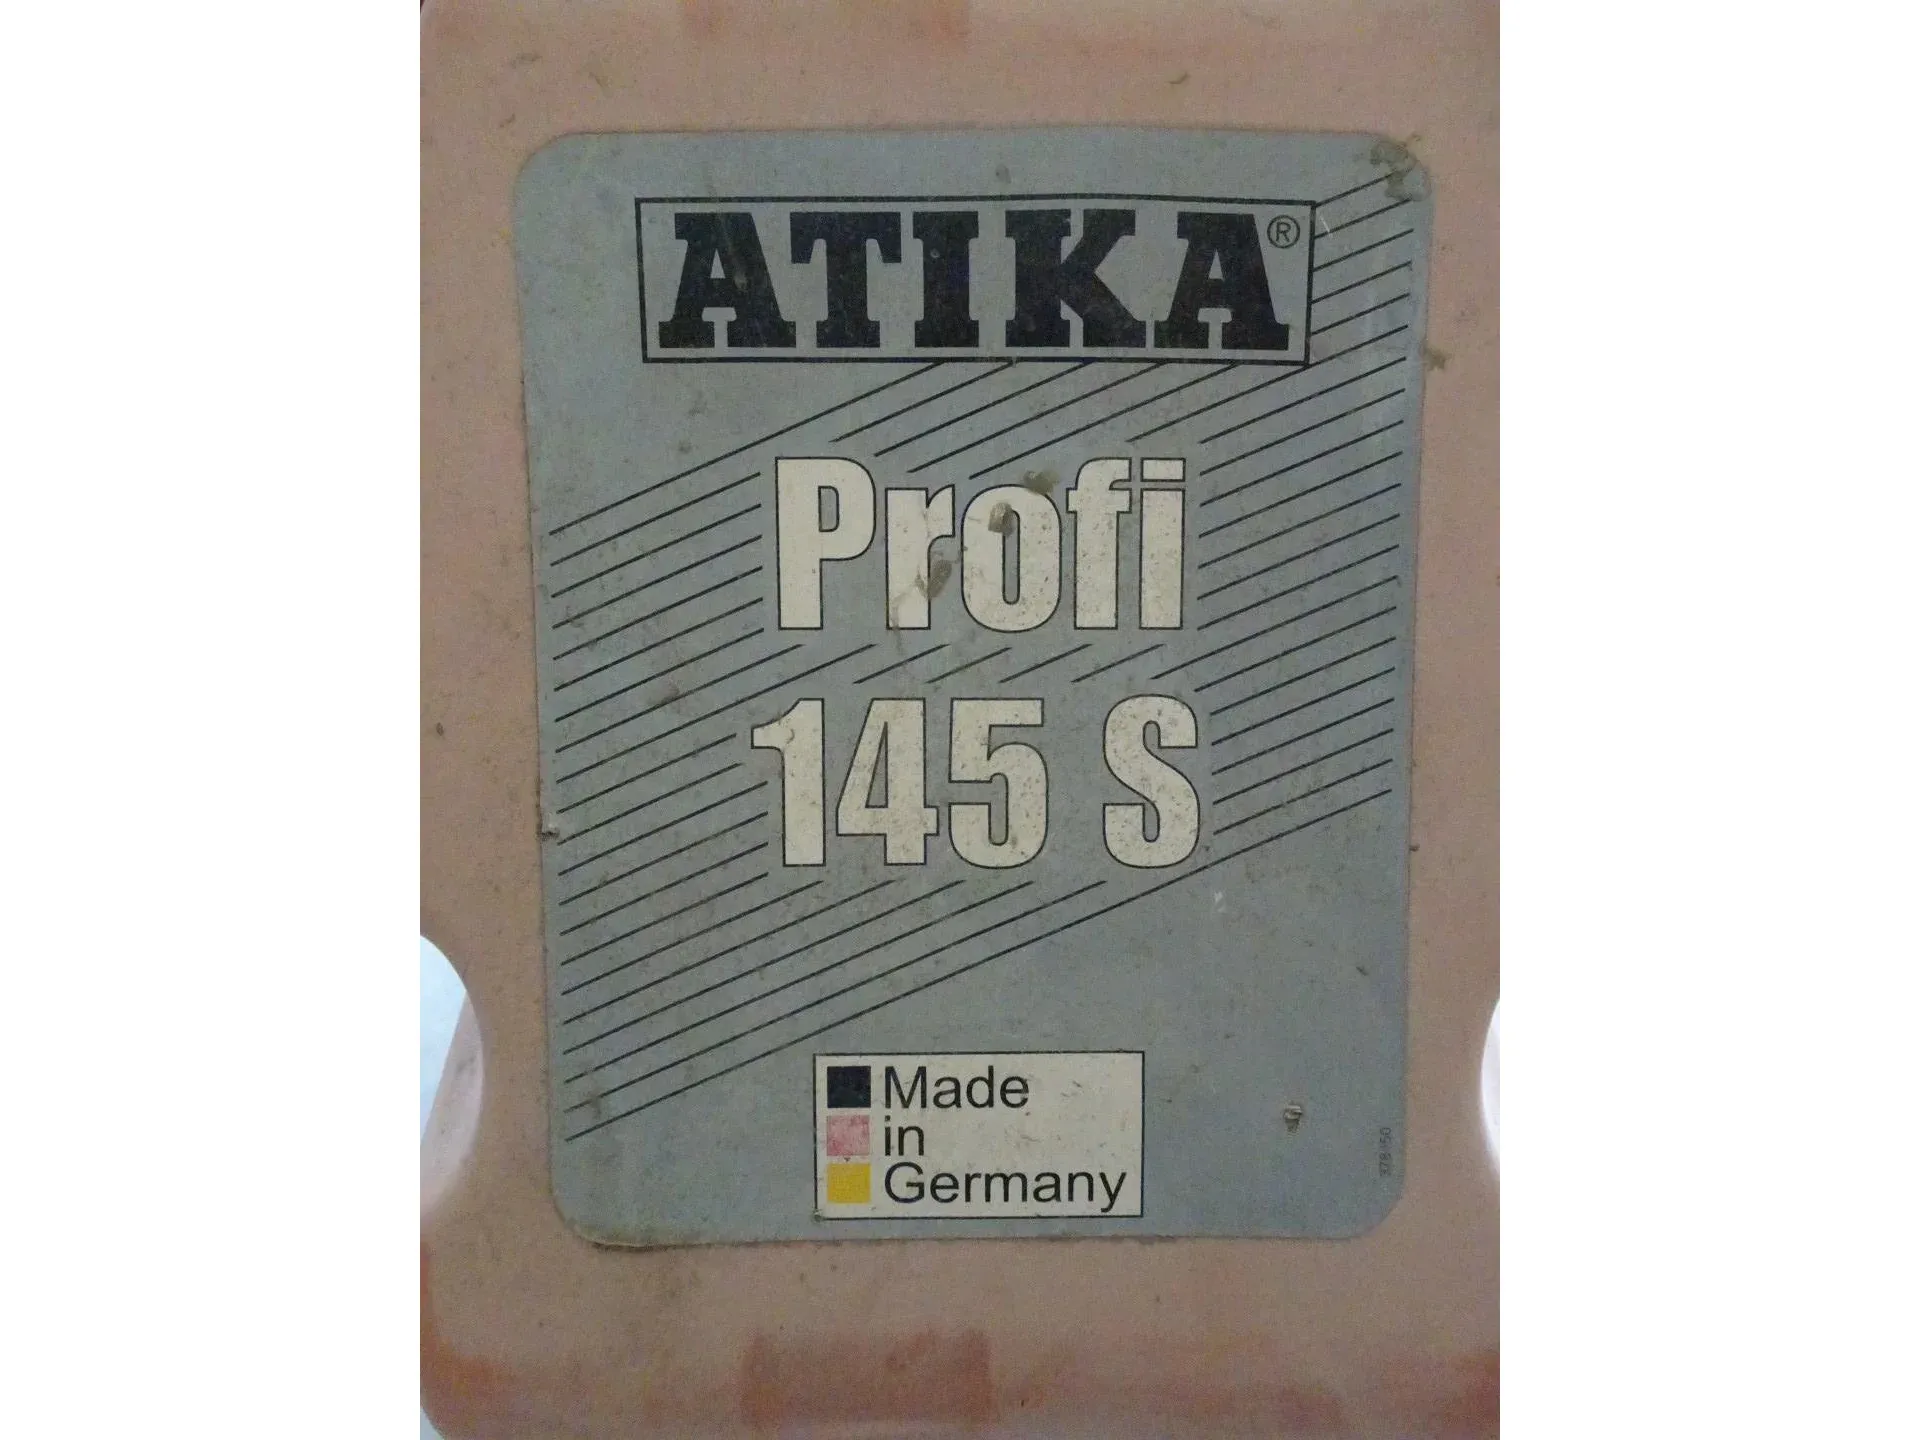 ATIKA®
Profi
145 S
Made
in
Germany